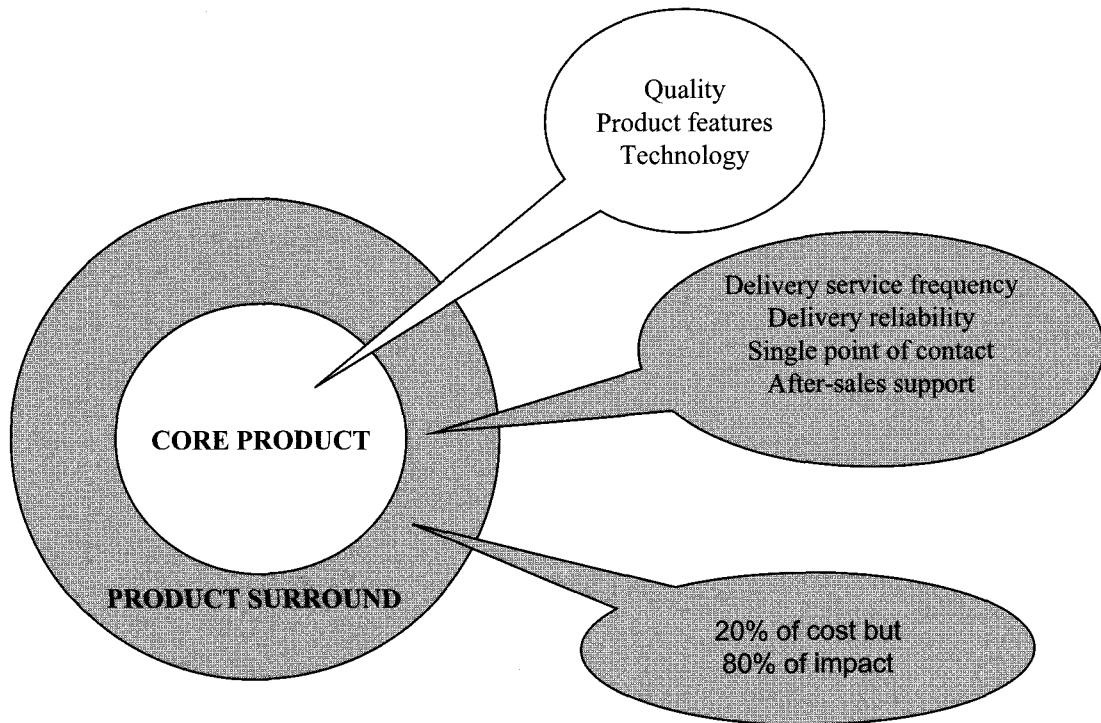 Quality
Product features
Technology
Delivery service frequency
Delivery reliability
Single point of contact
After-sales support
CORE PRODUCT
PRODUCT SURROUND
20% of cost but
80% of impact